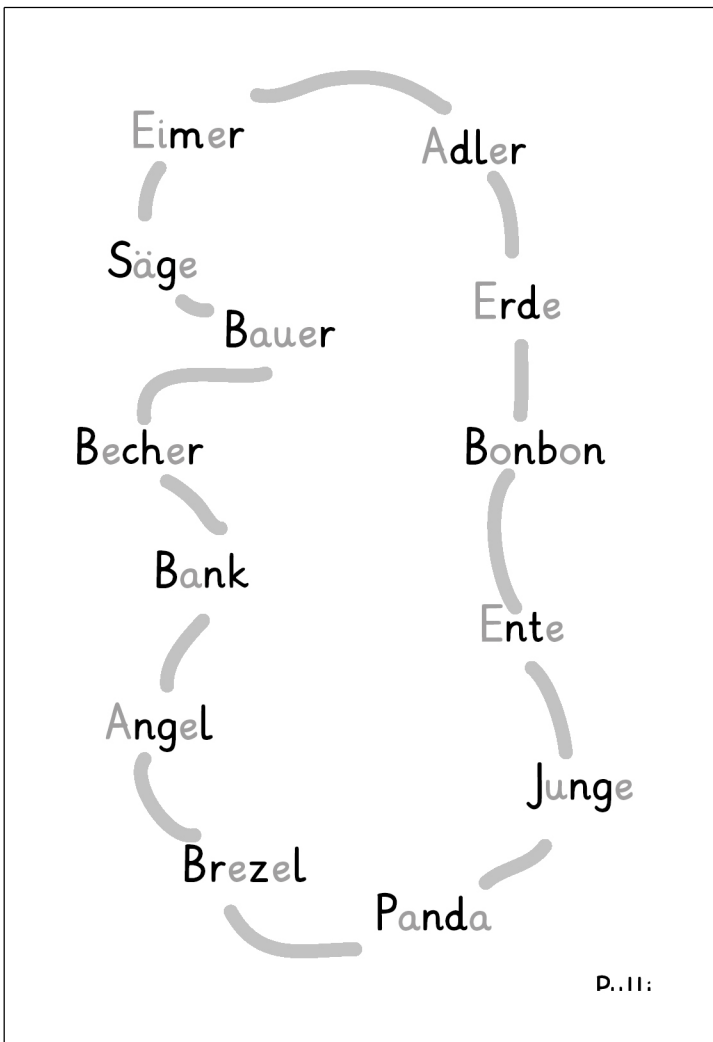 Eimer
Adler
Säge
Erde
Bauer
Becher
Bonbon
Bank
Ente
Angel
Junge
Brezel
Panda